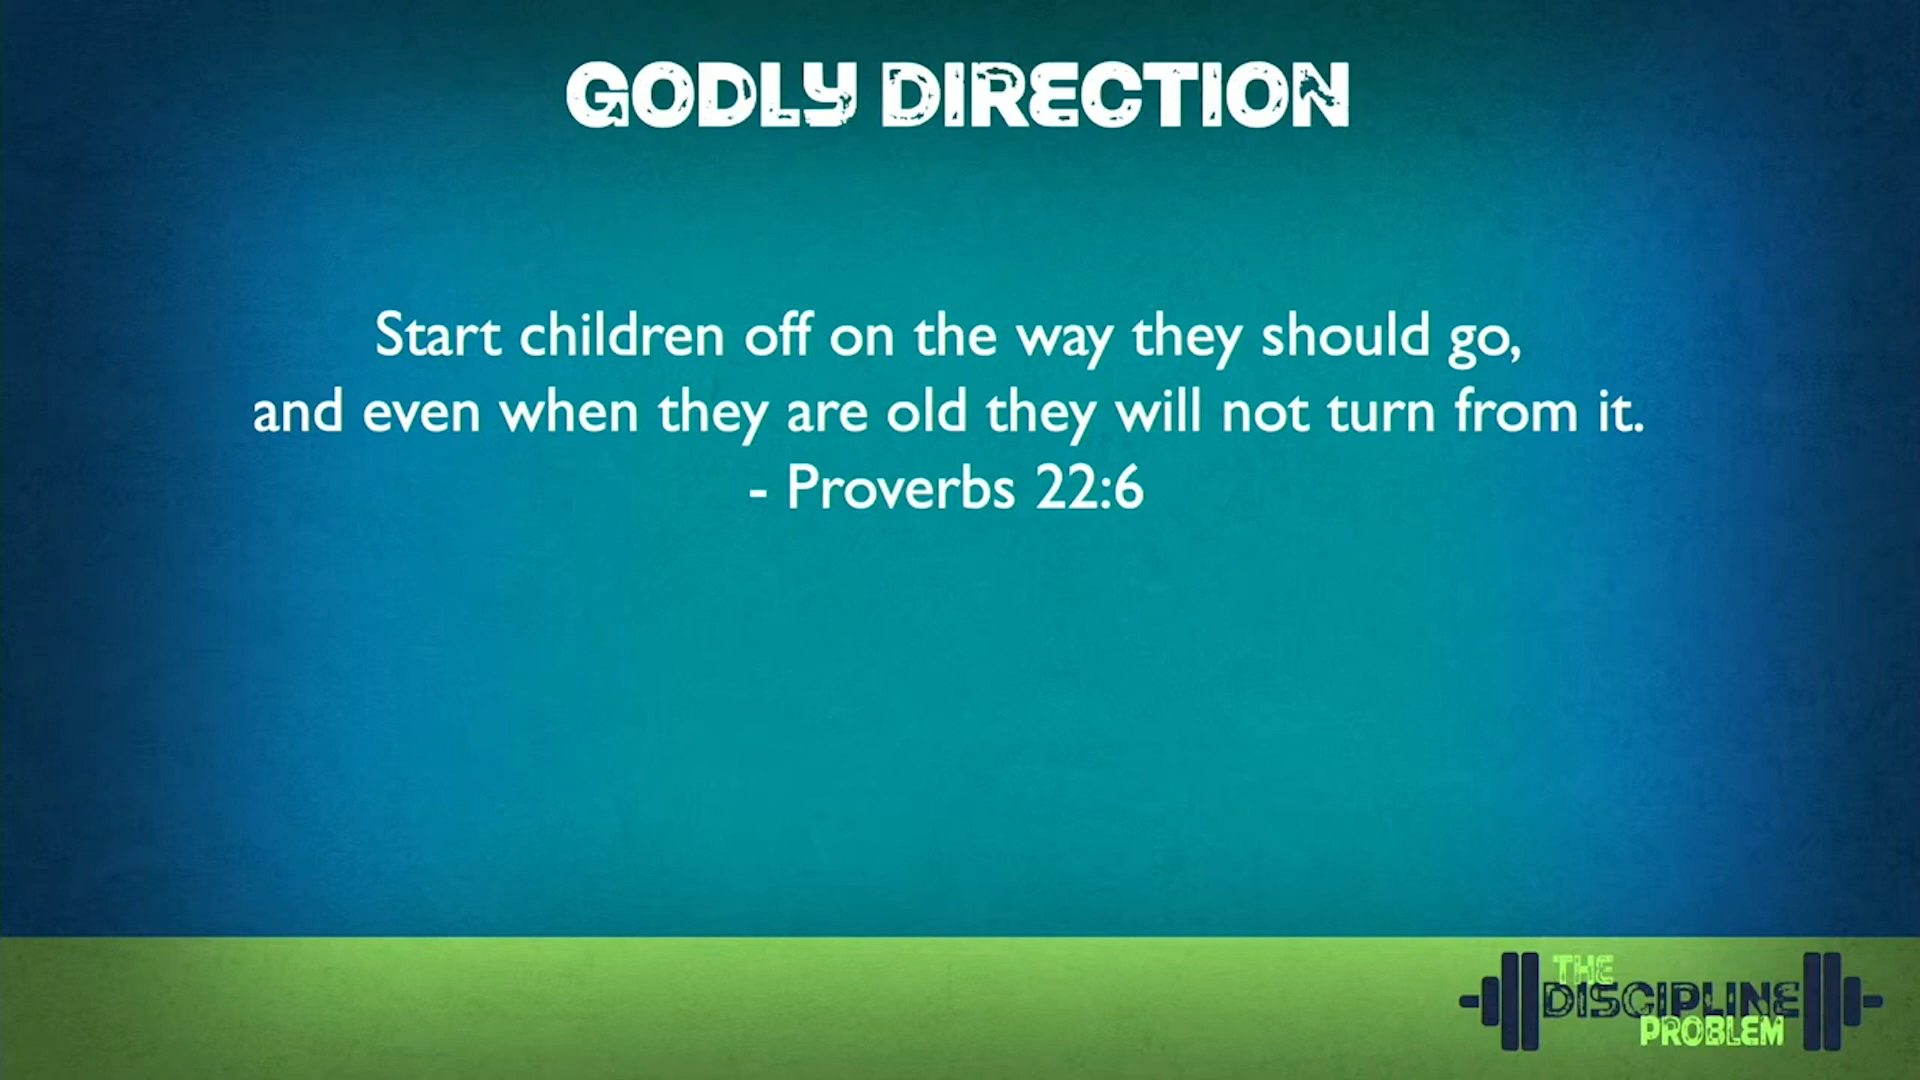 GODLY DIRECTION
Start children off on the way they should go,
and even when they are old they will not turn from it.
- Proverbs 22:6
THE
DISCIPLINE
PROBLEM